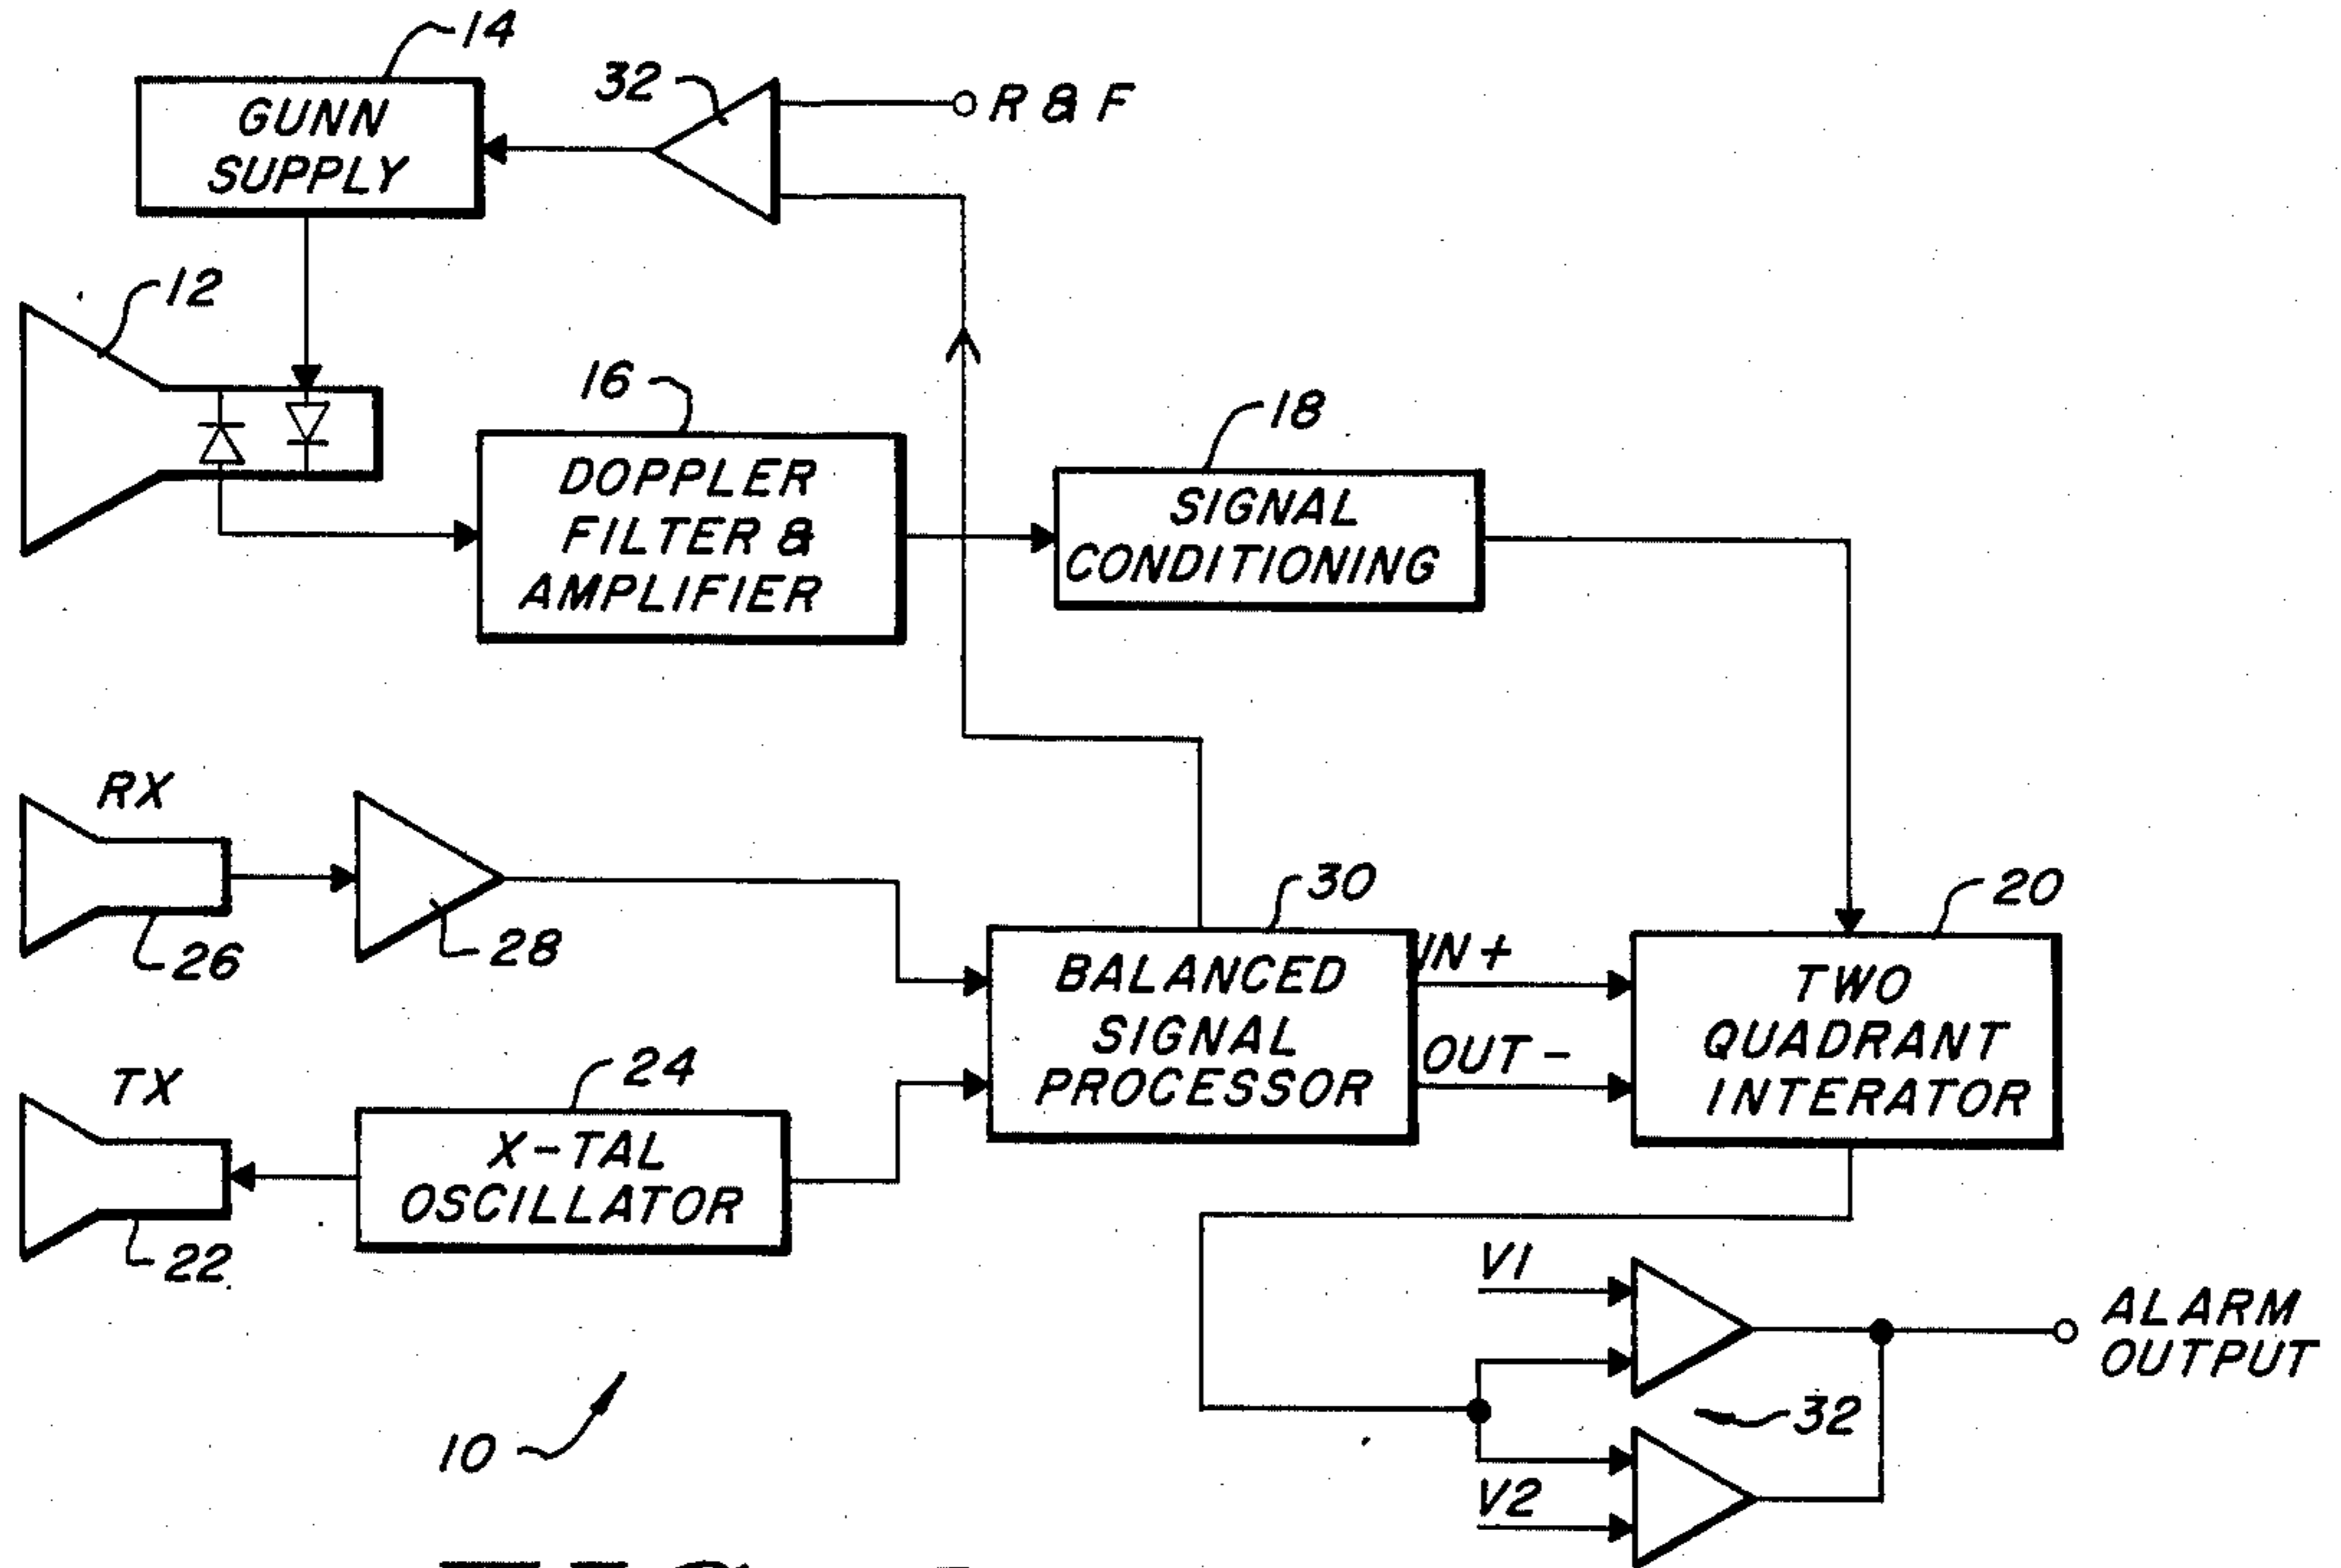 14
GUNN
SUPPLY
32
R & F
12
16
DOPPLER
FILTER &
AMPLIFIER
18
SIGNAL
CONDITIONING
RX
26
28
30
BALANCED
SIGNAL
PROCESSOR
IN +
OUT -
20
TWO
QUADRANT
INTERATOR
TX
22
24
X-TAL
OSCILLATOR
10
V1
V2
32
ALARM
OUTPUT